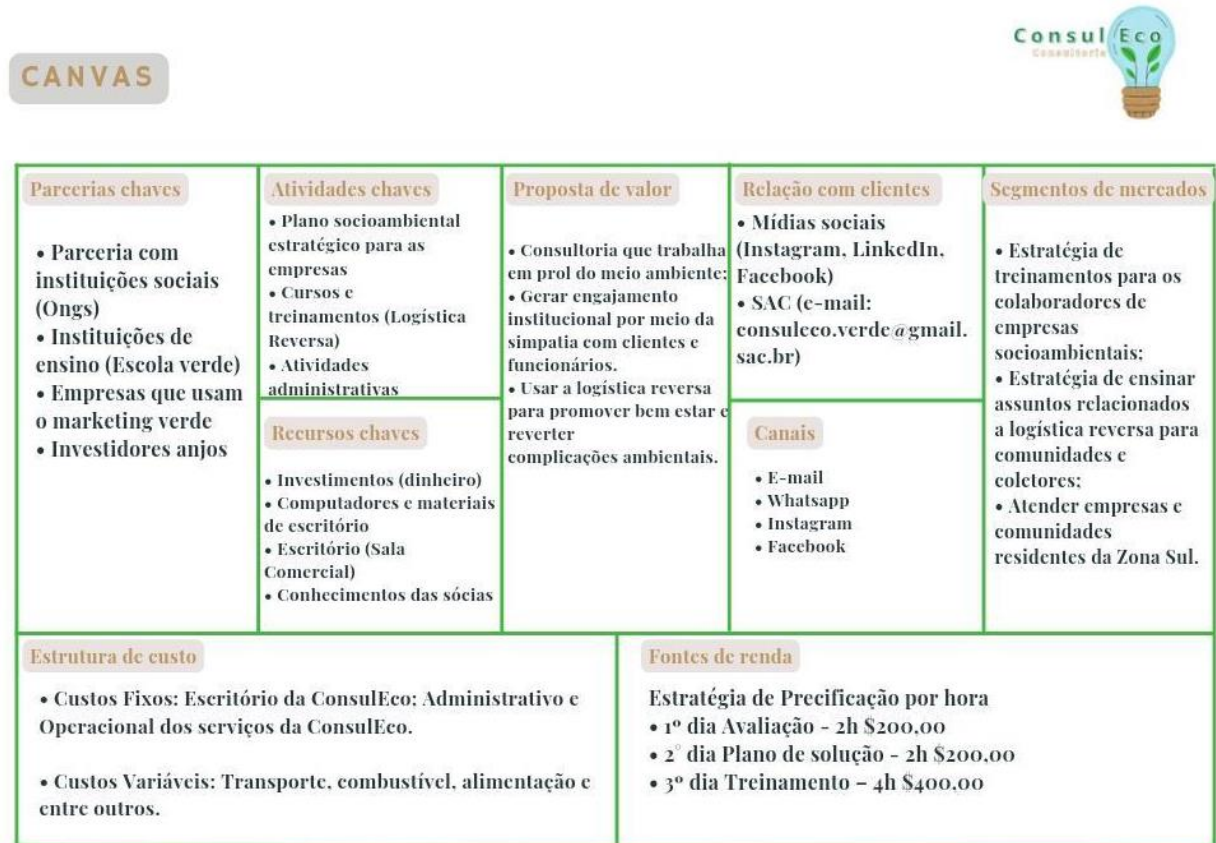 ConsulEco
Consultoria
CANVAS
Parcerias chaves
• Parceria com
instituições sociais
(Ongs)
• Instituições de
ensino (Escola verde)
• Empresas que usam
o marketing verde
• Investidores anjos
Atividades chaves
• Plano socioambiental
estratégico para as
empresas
• Cursos e
treinamentos (Logística
Reversa)
• Atividades
administrativas
Recursos chaves
• Investimentos (dinheiro)
• Computadores e materiais
de escritório
• Escritório (Sala
Comercial)
• Conhecimentos das sócias
Proposta de valor
• Consultoria que trabalha
em prol do meio ambiente;
• Gerar engajamento
institucional por meio da
simpatia com clientes e
funcionários.
• Usar a logística reversa
para promover bem estar e
reverter
complicações ambientais.
Relação com clientes
• Mídias sociais
(Instagram, LinkedIn,
Facebook)
• SAC (e-mail:
consuleco.verde@gmail.
sac.br)
Canais
• E-mail
• Whatsapp
• Instagram
• Facebook
Segmentos de mercados
• Estratégia de
treinamentos para os
colaboradores de
empresas
socioambientais;
• Estratégia de ensinar
assuntos relacionados
a logística reversa para
comunidades e
coletores;
• Atender empresas e
comunidades
residentes da Zona Sul.
Estrutura de custo
• Custos Fixos: Escritório da ConsulEco; Administrativo e
Operacional dos serviços da ConsulEco.
• Custos Variáveis: Transporte, combustível, alimentação e
entre outros.
Fontes de renda
Estratégia de Precificação por hora
• 1º dia Avaliação - 2h $200,00
• 2° dia Plano de solução - 2h $200,00
• 3º dia Treinamento – 4h $400,00